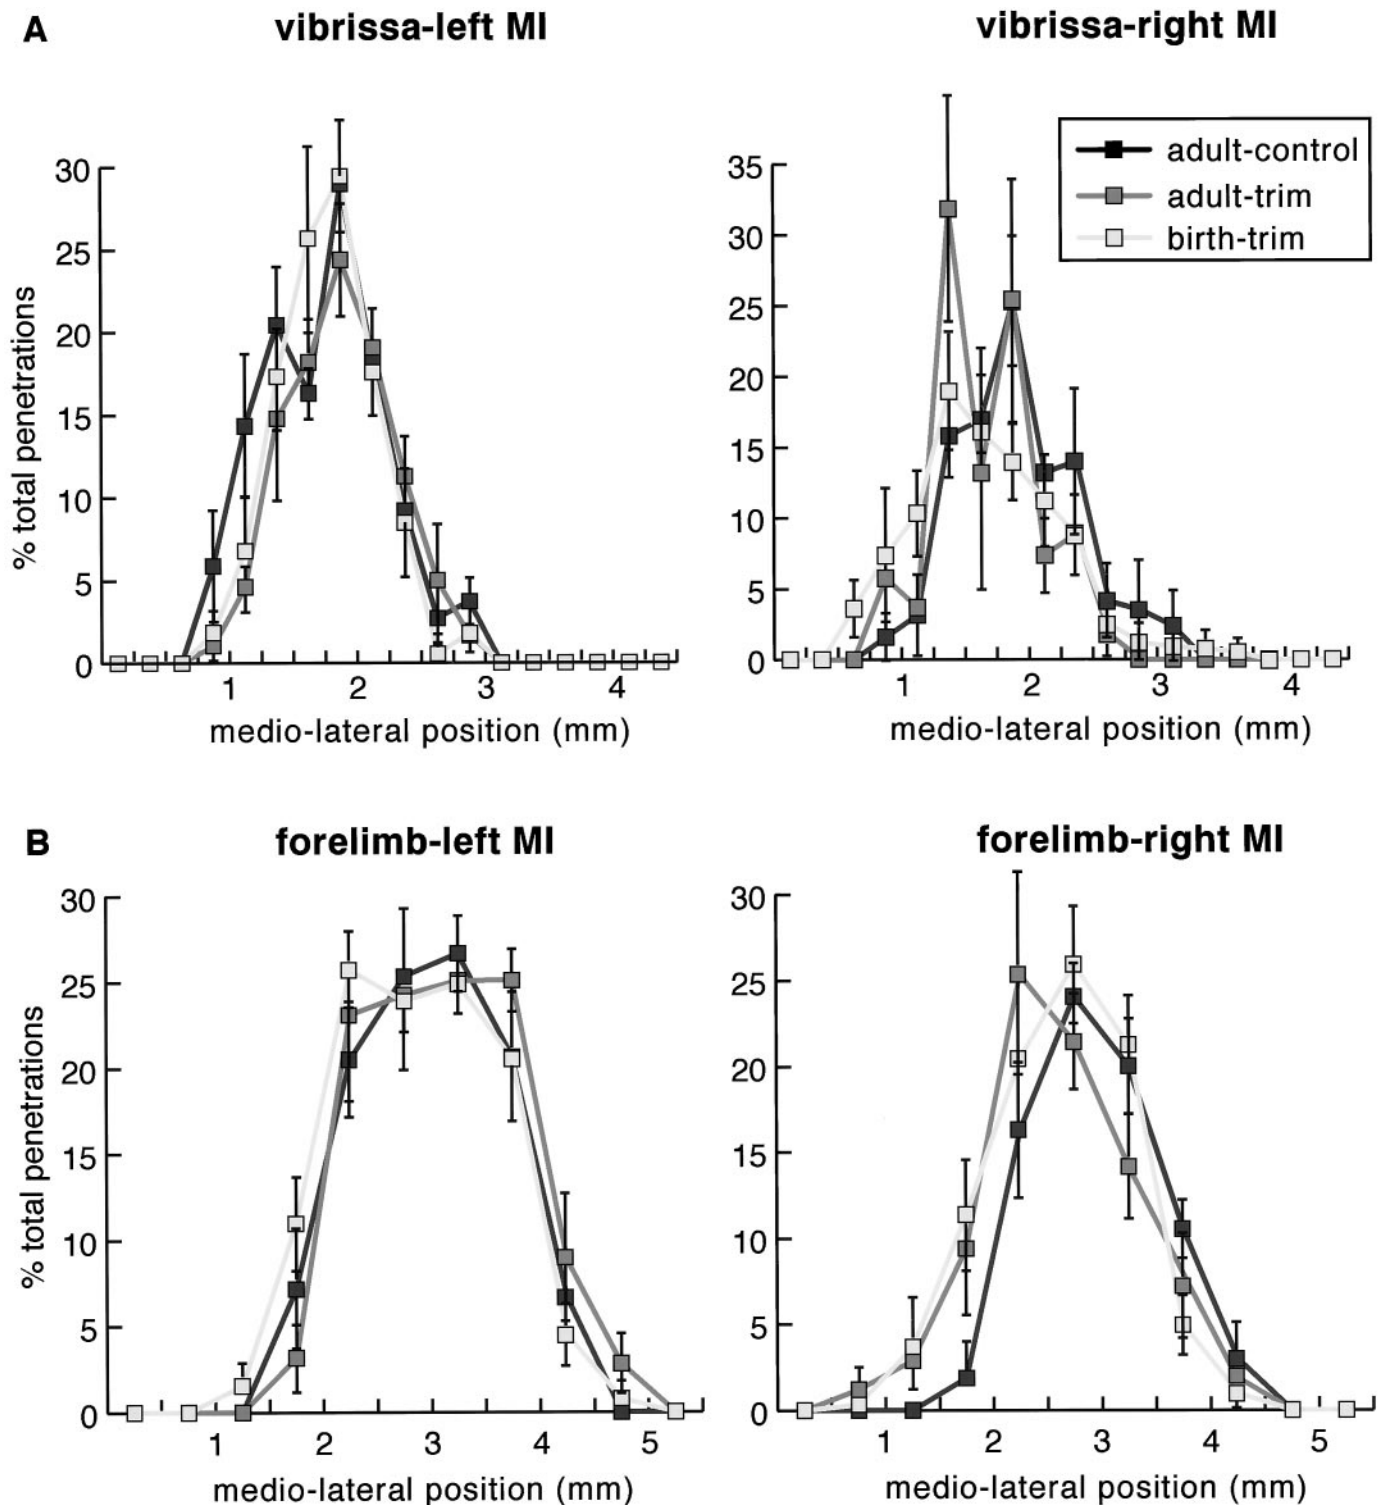 A
vibrissa-left MI
vibrissa-right MI
adult-control
adult-trim
birth-trim
% total penetrations
30
25
20
15
10
5
0
1 2 3 4
medio-lateral position (mm)
35
30
25
20
15
10
5
0
1 2 3 4
medio-lateral position (mm)
B
forelimb-left MI
forelimb-right MI
% total penetrations
30
25
20
15
10
5
0
1 2 3 4 5
medio-lateral position (mm)
30
25
20
15
10
5
0
1 2 3 4 5
medio-lateral position (mm)